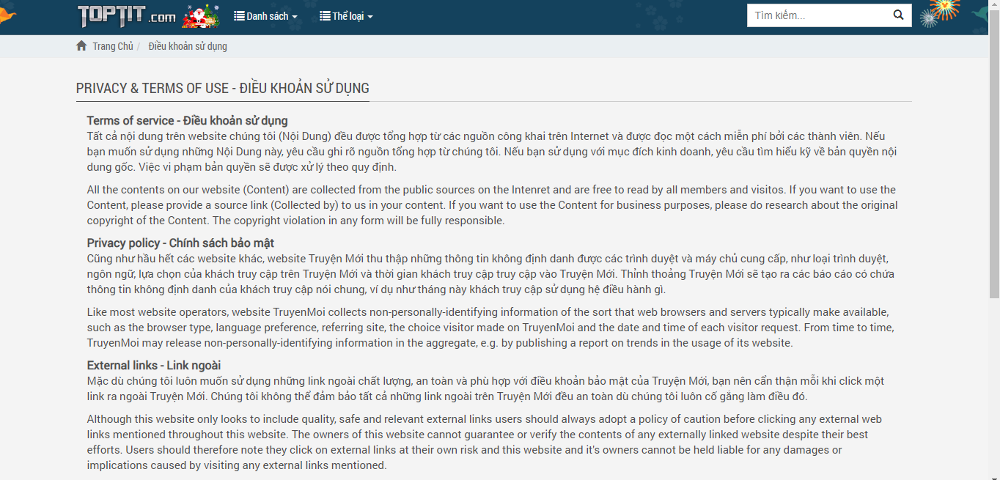 TOPTIT.com
Danh sách
Thể loại
Tìm kiếm...
Trang Chủ / Điều khoản sử dụng
PRIVACY & TERMS OF USE - ĐIỀU KHOẢN SỬ DỤNG
Terms of service - Điều khoản sử dụng
Tất cả nội dung trên website chúng tôi (Nội Dung) đều được tổng hợp từ các nguồn công khai trên Internet và được đọc một cách miễn phí bởi các thành viên. Nếu
bạn muốn sử dụng những Nội Dung này, yêu cầu ghi rõ nguồn tổng hợp từ chúng tôi. Nếu bạn sử dụng với mục đích kinh doanh, yêu cầu tìm hiểu kỹ về bản quyền nội
dung gốc. Việc vi phạm bản quyền sẽ được xử lý theo quy định.
All the contents on our website (Content) are collected from the public sources on the Intenret and are free to read by all members and visitos. If you want to use the
Content, please provide a source link (Collected by) to us in your content. If you want to use the Content for business purposes, please do research about the original
copyright of the Content. The copyright violation in any form will be fully responsible.
Privacy policy - Chính sách bảo mật
Cũng như hầu hết các website khác, website Truyện Mới thu thập những thông tin không định danh được các trình duyệt và máy chủ cung cấp, như loại trình duyệt,
ngôn ngữ, lựa chọn của khách truy cập trên Truyện Mới và thời gian khách truy cập truy cập vào Truyện Mới. Thỉnh thoảng Truyện Mới sẽ tạo ra các báo cáo có chứa
thông tin không định danh của khách truy cập nói chung, ví dụ như tháng này khách truy cập sử dụng hệ điều hành gì.
Like most website operators, website TruyenMoi collects non-personally-identifying information of the sort that web browsers and servers typically make available,
such as the browser type, language preference, referring site, the choice visitor made on TruyenMoi and the date and time of each visitor request. From time to time,
TruyenMoi may release non-personally-identifying information in the aggregate, e.g. by publishing a report on trends in the usage of its website.
External links - Link ngoài
Mặc dù chúng tôi luôn muốn sử dụng những link ngoài chất lượng, an toàn và phù hợp với điều khoản bảo mật của Truyện Mới, bạn nên cẩn thận mỗi khi click một
link ra ngoài Truyện Mới. Chúng tôi không thể đảm bảo tất cả những link ngoài trên Truyện Mới đều an toàn dù chúng tôi luôn cố gắng làm điều đó.
Although this website only looks to include quality, safe and relevant external links users should always adopt a policy of caution before clicking any external web
links mentioned throughout this website. The owners of this website cannot guarantee or verify the contents of any externally linked website despite their best
efforts. Users should therefore note they click on external links at their own risk and this website and it's owners cannot be held liable for any damages or
implications caused by visiting any external links mentioned.